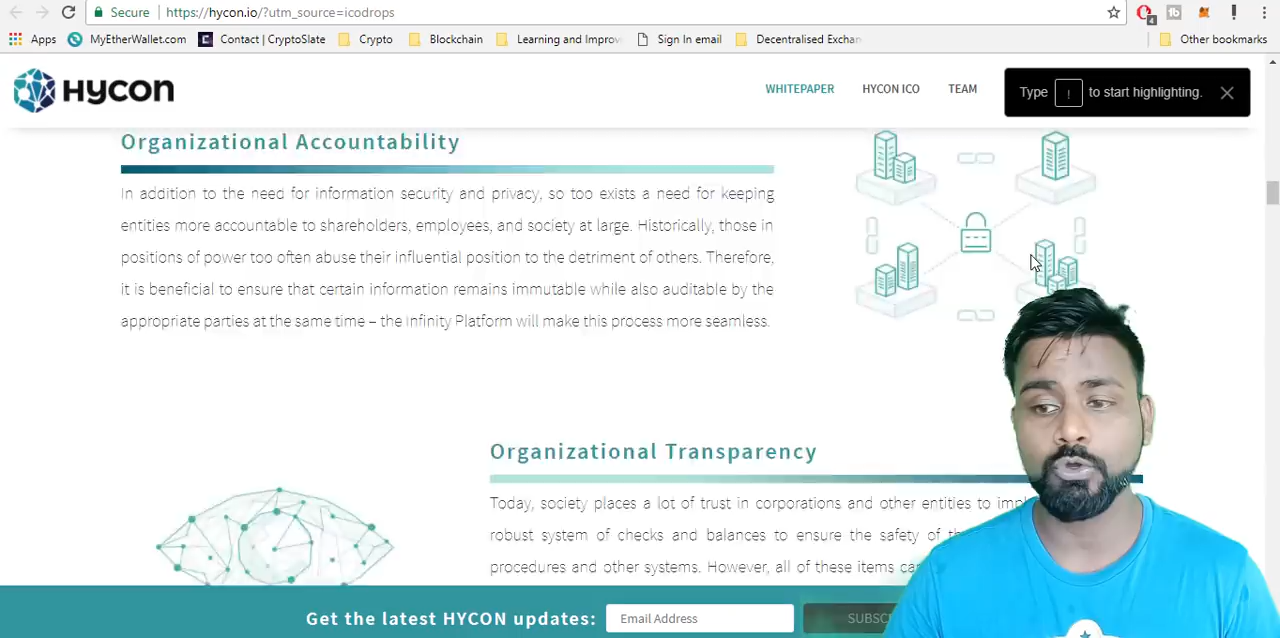 Secure https://hycon.io/?utm_source=icodrops
4
Apps MyEtherWallet.com Contact | CryptoSlate Crypto Blockchain Learning and Improv Sign In email Decentralised Exchan Other bookmarks
HYCON
WHITEPAPER HYCON ICO TEAM
Type ! to start highlighting.
Organizational Accountability
In addition to the need for information security and privacy, so too exists a need for keeping
entities more accountable to shareholders, employees, and society at large. Historically, those in
positions of power too often abuse their influential position to the detriment of others. Therefore,
it is beneficial to ensure that certain information remains immutable while also auditable by the
appropriate parties at the same time – the Infinity Platform will make this process more seamless.
Organizational Transparency
Today, society places a lot of trust in corporations and other entities to
robust system of checks and balances to ensure the safety of
procedures and other systems. However, all of these items
Get the latest HYCON updates: Email Address SUBSC